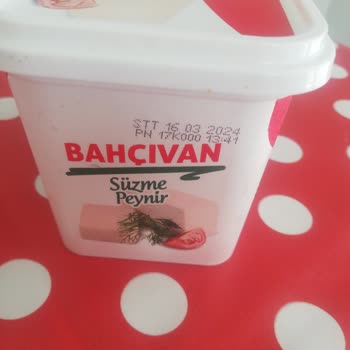 STT 16 03 2024
PN 17K000 13:41
BAHÇIVAN
Süzme
Peynir